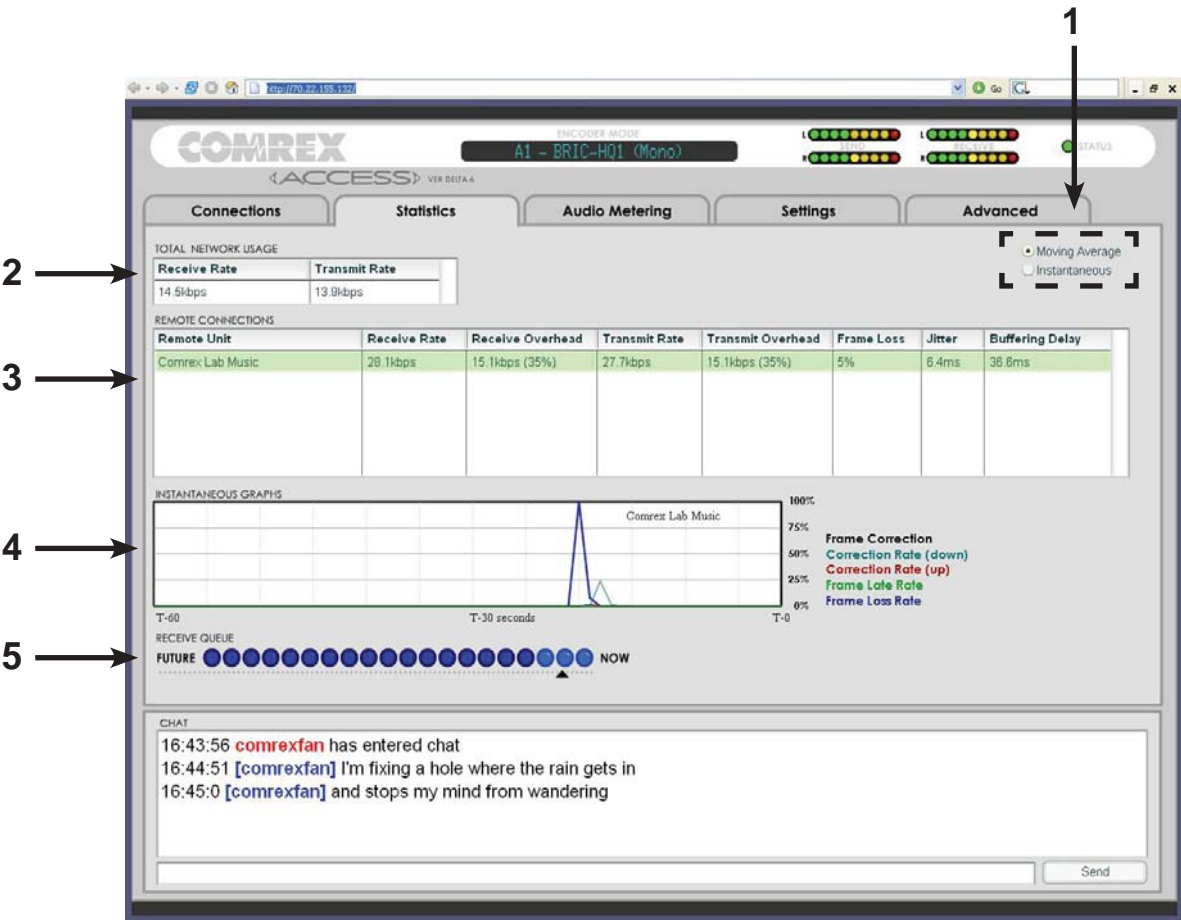 1
http://70.22.155.132/
Go
COMREX
ACCESS VER DELTA.6
ENCODER MODE
A1 - BRIC-HQ1 (Mono)
L SEND R
L RECEIVE R
STATUS
Connections
Statistics
Audio Metering
Settings
Advanced
Moving Average
Instantaneous
2
TOTAL NETWORK USAGE
Receive Rate Transmit Rate
14.5kbps 13.9kbps
3
REMOTE CONNECTIONS
Remote Unit Receive Rate Receive Overhead Transmit Rate Transmit Overhead Frame Loss Jitter Buffering Delay
Comrex Lab Music 28.1kbps 15.1kbps (35%) 27.7kbps 15.1kbps (35%) 5% 6.4ms 36.6ms
4
INSTANTANEOUS GRAPHS
Comrex Lab Music
100%
75%
50%
25%
0%
T-60 T-30 seconds T-0
Frame Correction
Correction Rate (down)
Correction Rate (up)
Frame Late Rate
Frame Loss Rate
5
RECEIVE QUEUE
FUTURE NOW
CHAT
16:43:56 comrexfan has entered chat
16:44:51 [comrexfan] I'm fixing a hole where the rain gets in
16:45:0 [comrexfan] and stops my mind from wandering
Send